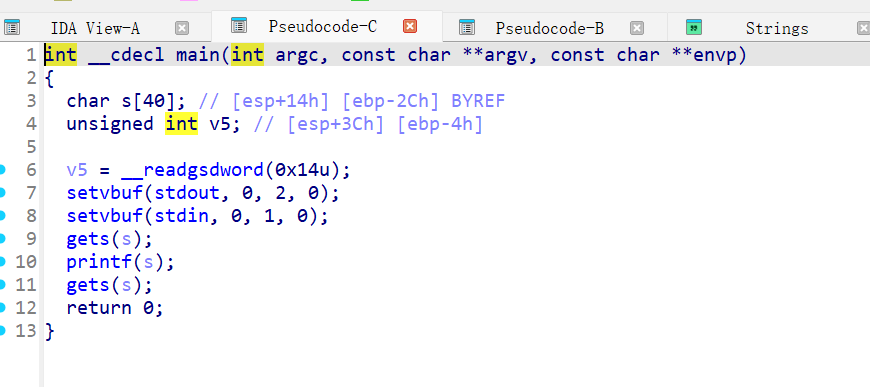 IDA View-A Pseudocode-C Pseudocode-B Strings
1 int __cdecl main(int argc, const char **argv, const char **envp)
2 {
3   char s[40]; // [esp+14h] [ebp-2Ch] BYREF
4   unsigned int v5; // [esp+3Ch] [ebp-4h]
5
6   v5 = __readgsdword(0x14u);
7   setvbuf(stdout, 0, 2, 0);
8   setvbuf(stdin, 0, 1, 0);
9   gets(s);
10   printf(s);
11   gets(s);
12   return 0;
13 }